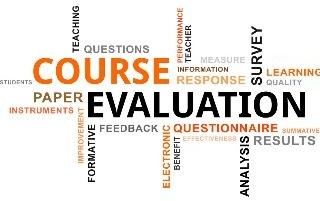 TEACHING
QUESTIONS
PERFORMANCE
TEACHER
MEASURE
INFORMATION
SURVEY
STUDENTS
COURSE
RESPONSE
LEARNING
QUALITY
PAPER
EVALUATION
INSTRUMENTS
IMPROVEMENT
FORMATIVE
FEEDBACK
ELECTRONIC
BENEFIT
QUESTIONNAIRE
SUMMATIVE
EFFECTIVENESS
ANALYSIS
RESULTS